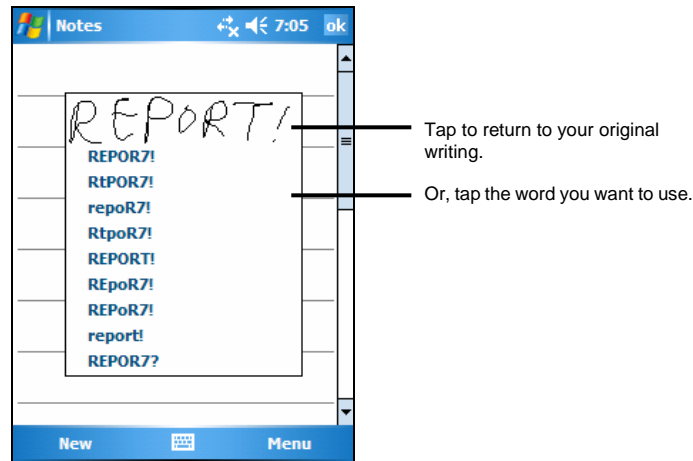 Notes 7:05 ok
REPORT!
Tap to return to your original
writing.
REPOR7!
RtPOR7!
Or, tap the word you want to use.
repoR7!
RtpoR7!
REPORT!
REpoR7!
REPoR7!
report!
REPOR7?
New Menu